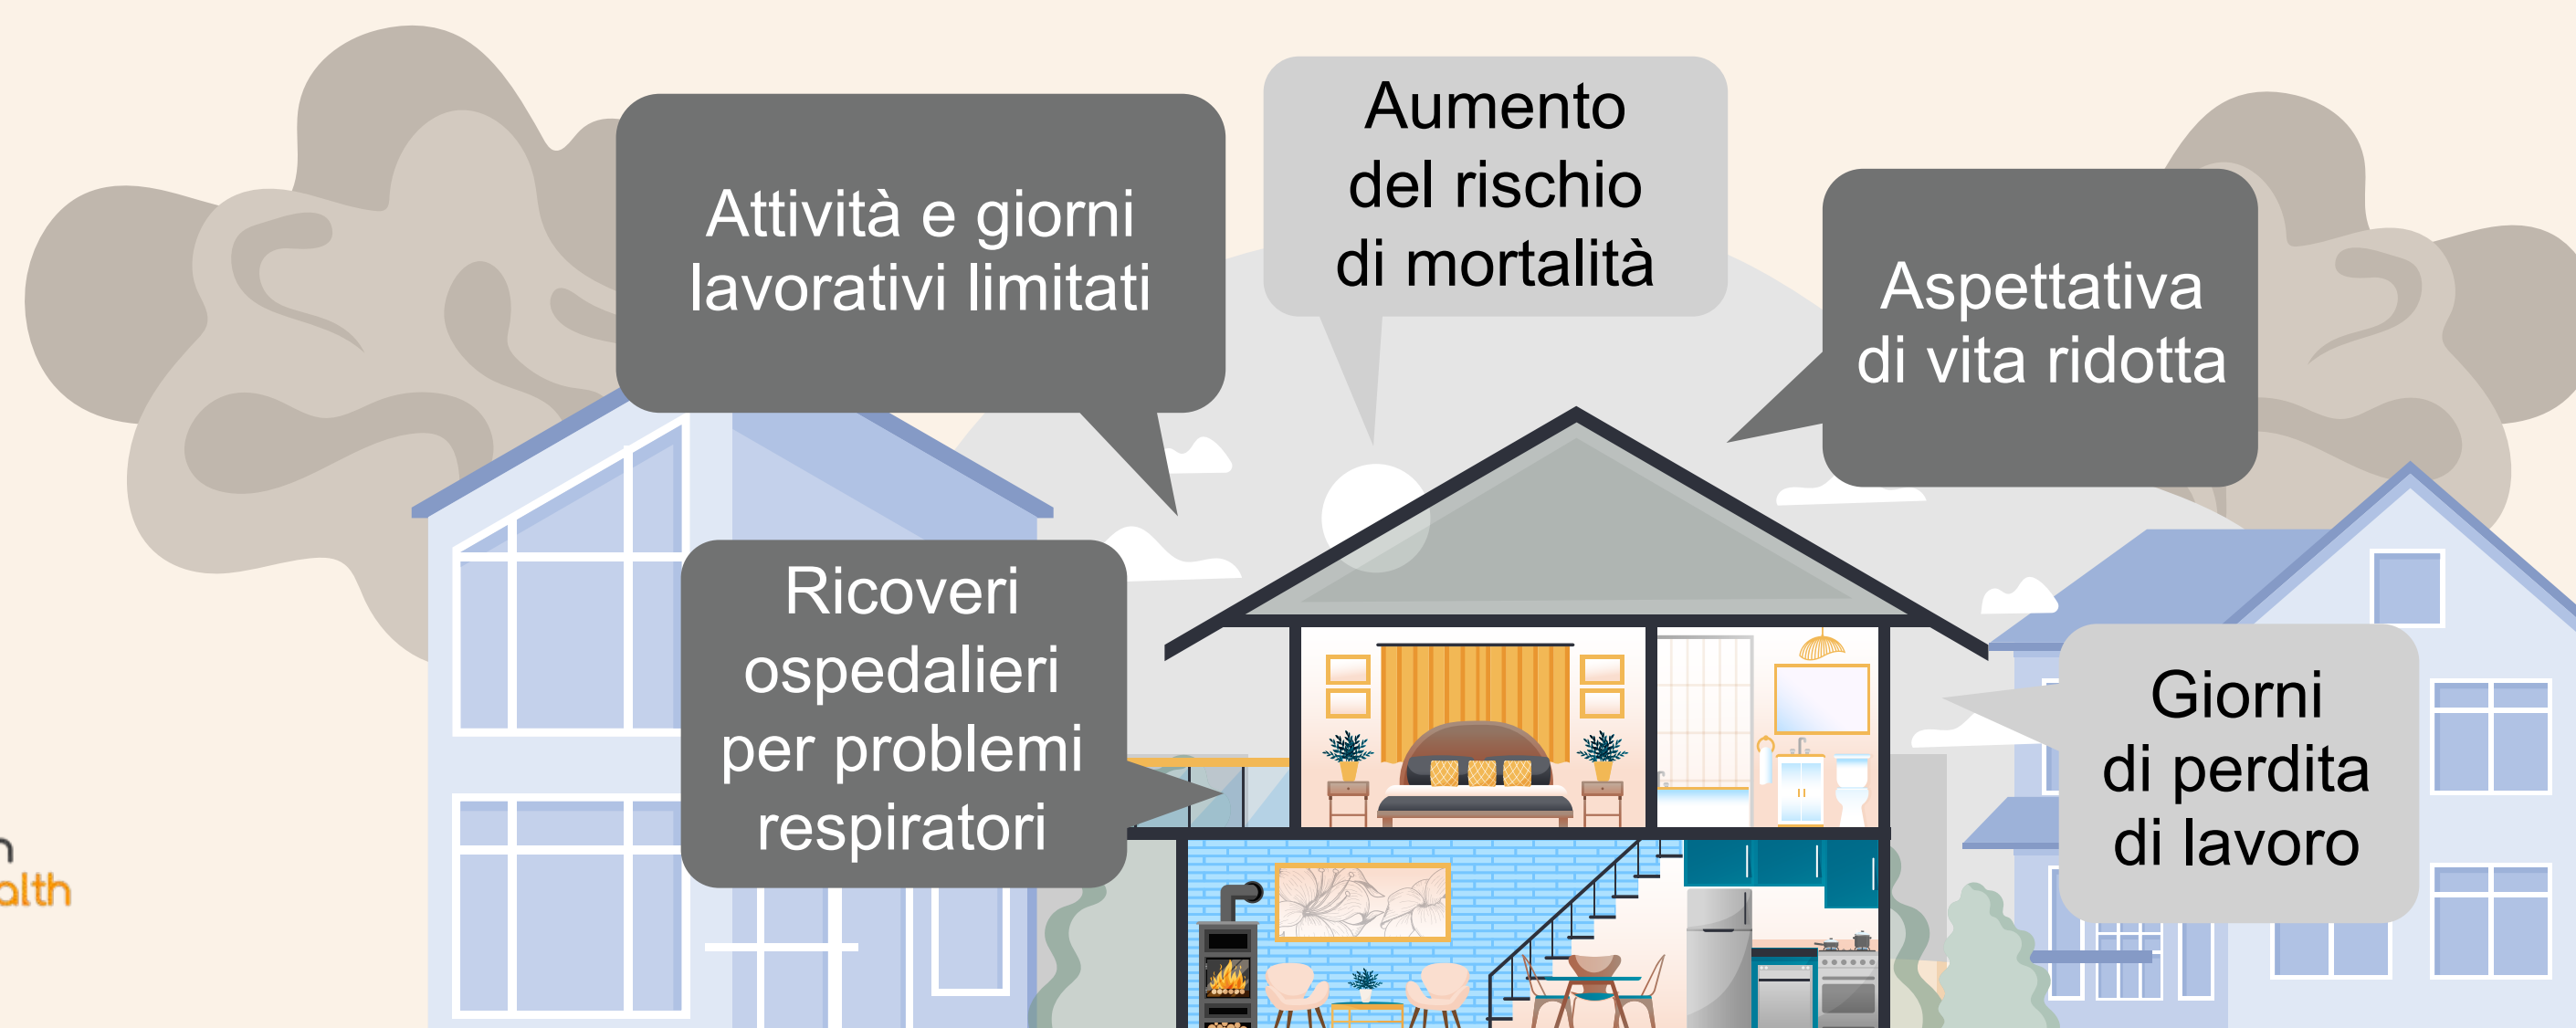 Attività e giorni
lavorativi limitati
Aumento
del rischio
di mortalità
Aspettativa
di vita ridotta
Ricoveri
ospedalieri
per problemi
respiratori
Giorni
di perdita
di lavoro